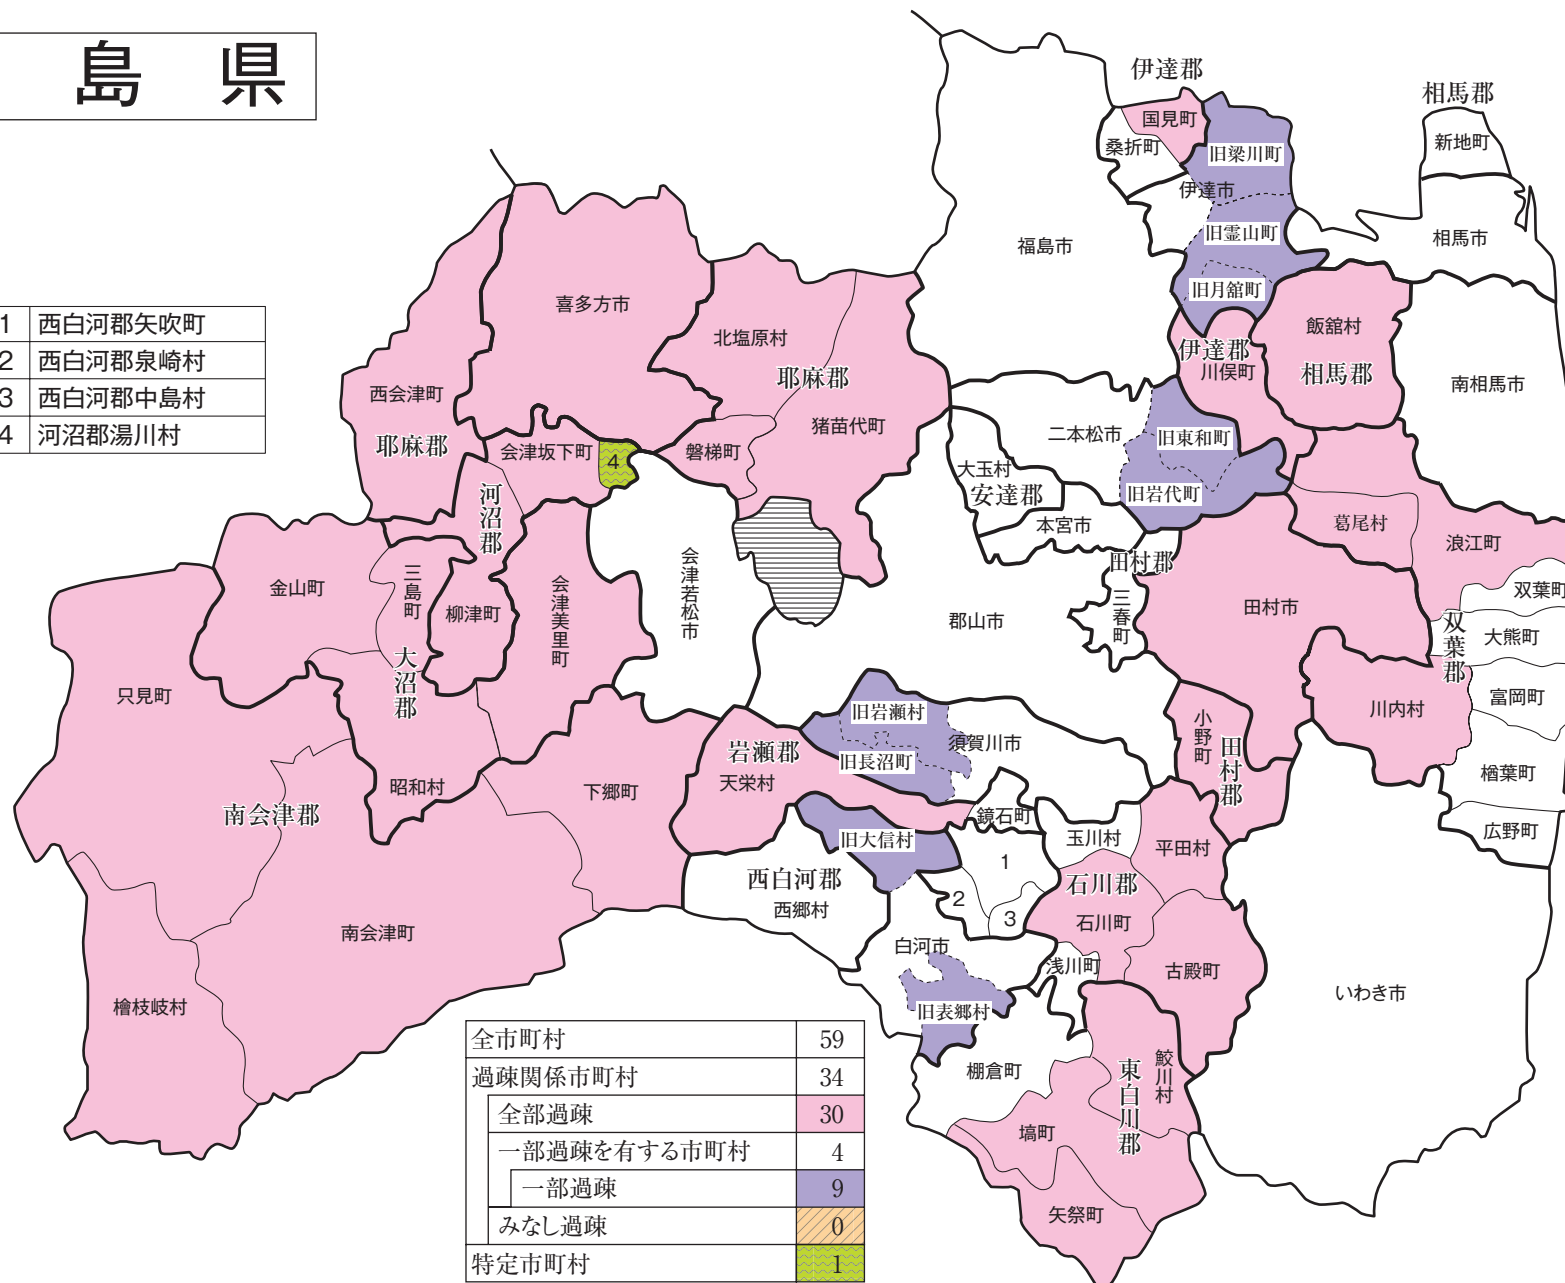 島 県
1 西白河郡矢吹町
2 西白河郡泉崎村
3 西白河郡中島村
4 河沼郡湯川村
伊達郡
国見町
桑折町
旧梁川町
伊達市
旧霊山町
旧月舘町
福島市
相馬郡
新地町
相馬市
飯舘村
相馬郡
南相馬市
伊達郡
川俣町
喜多方市
北塩原村
耶麻郡
猪苗代町
磐梯町
西会津町
耶麻郡
会津坂下町
4
河沼郡
二本松市
旧東和町
旧岩代町
大玉村
安達郡
本宮市
田村郡
三春町
葛尾村
浪江町
双葉町
大熊町
双葉郡
富岡町
楢葉町
広野町
川内村
田村市
郡山市
会津若松市
会津美里町
柳津町
三島町
金山町
大沼郡
只見町
昭和村
南会津郡
下郷町
南会津町
檜枝岐村
岩瀬郡
天栄村
旧岩瀬村
旧長沼町
須賀川市
鏡石町
旧大信村
西白河郡
西郷村
1
2
3
玉川村
石川郡
石川町
平田村
小野町
田村郡
古殿町
浅川町
白河市
旧表郷村
棚倉町
東白川郡
鮫川村
塙町
矢祭町
いわき市
全市町村 59
過疎関係市町村 34
全部過疎 30
一部過疎を有する市町村 4
一部過疎 9
みなし過疎 0
特定市町村 1